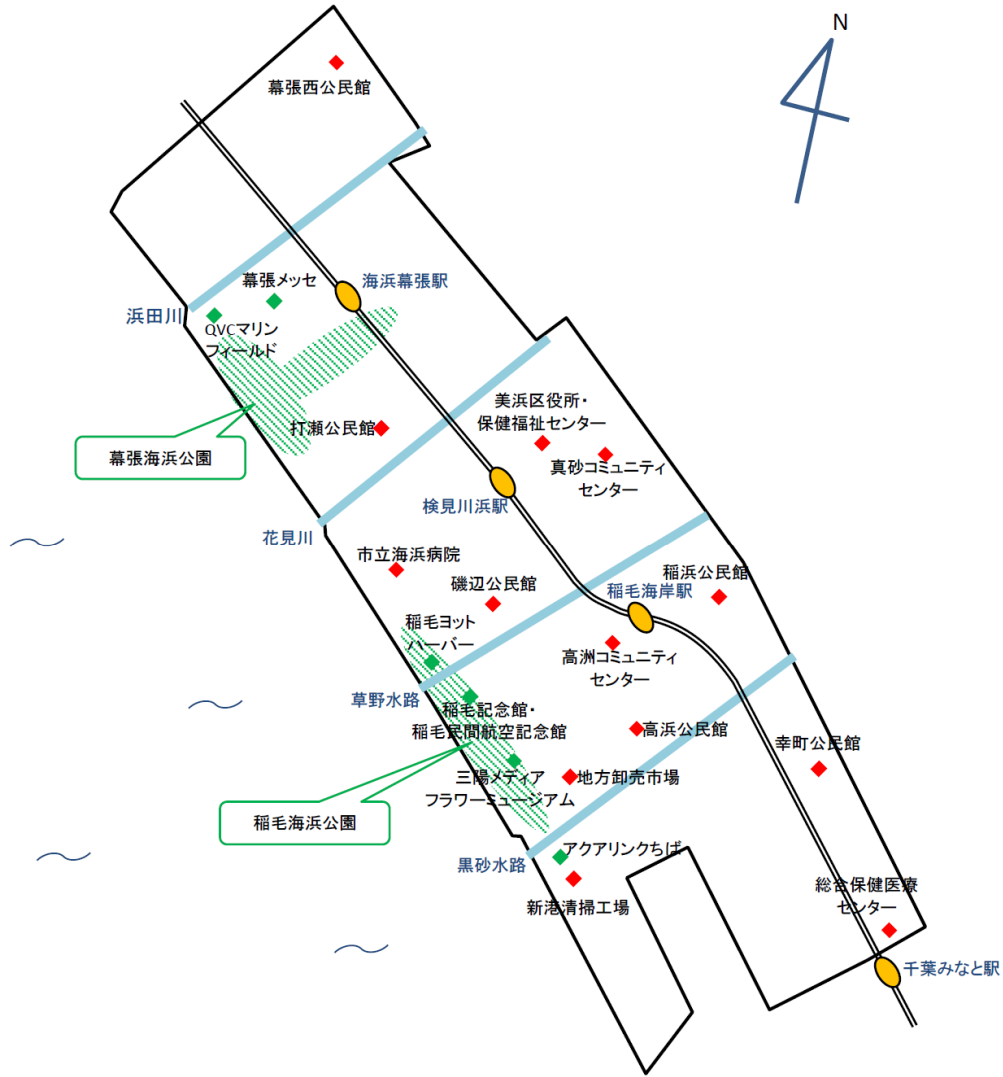 N
幕張西公民館
幕張メッセ
海浜幕張駅
浜田川
QVCマリン
フィールド
打瀬公民館
幕張海浜公園
美浜区役所・
保健福祉センター
真砂コミュニティ
センター
検見川浜駅
花見川
市立海浜病院
磯辺公民館
稲毛海岸駅
稲浜公民館
稲毛ヨット
ハーバー
高洲コミュニティ
センター
草野水路
稲毛記念館・
稲毛民間航空記念館
高浜公民館
幸町公民館
三陽メディア
フラワーミュージアム
地方卸売市場
稲毛海浜公園
黒砂水路
アクアリンクちば
新港清掃工場
総合保健医療
センター
千葉みなと駅